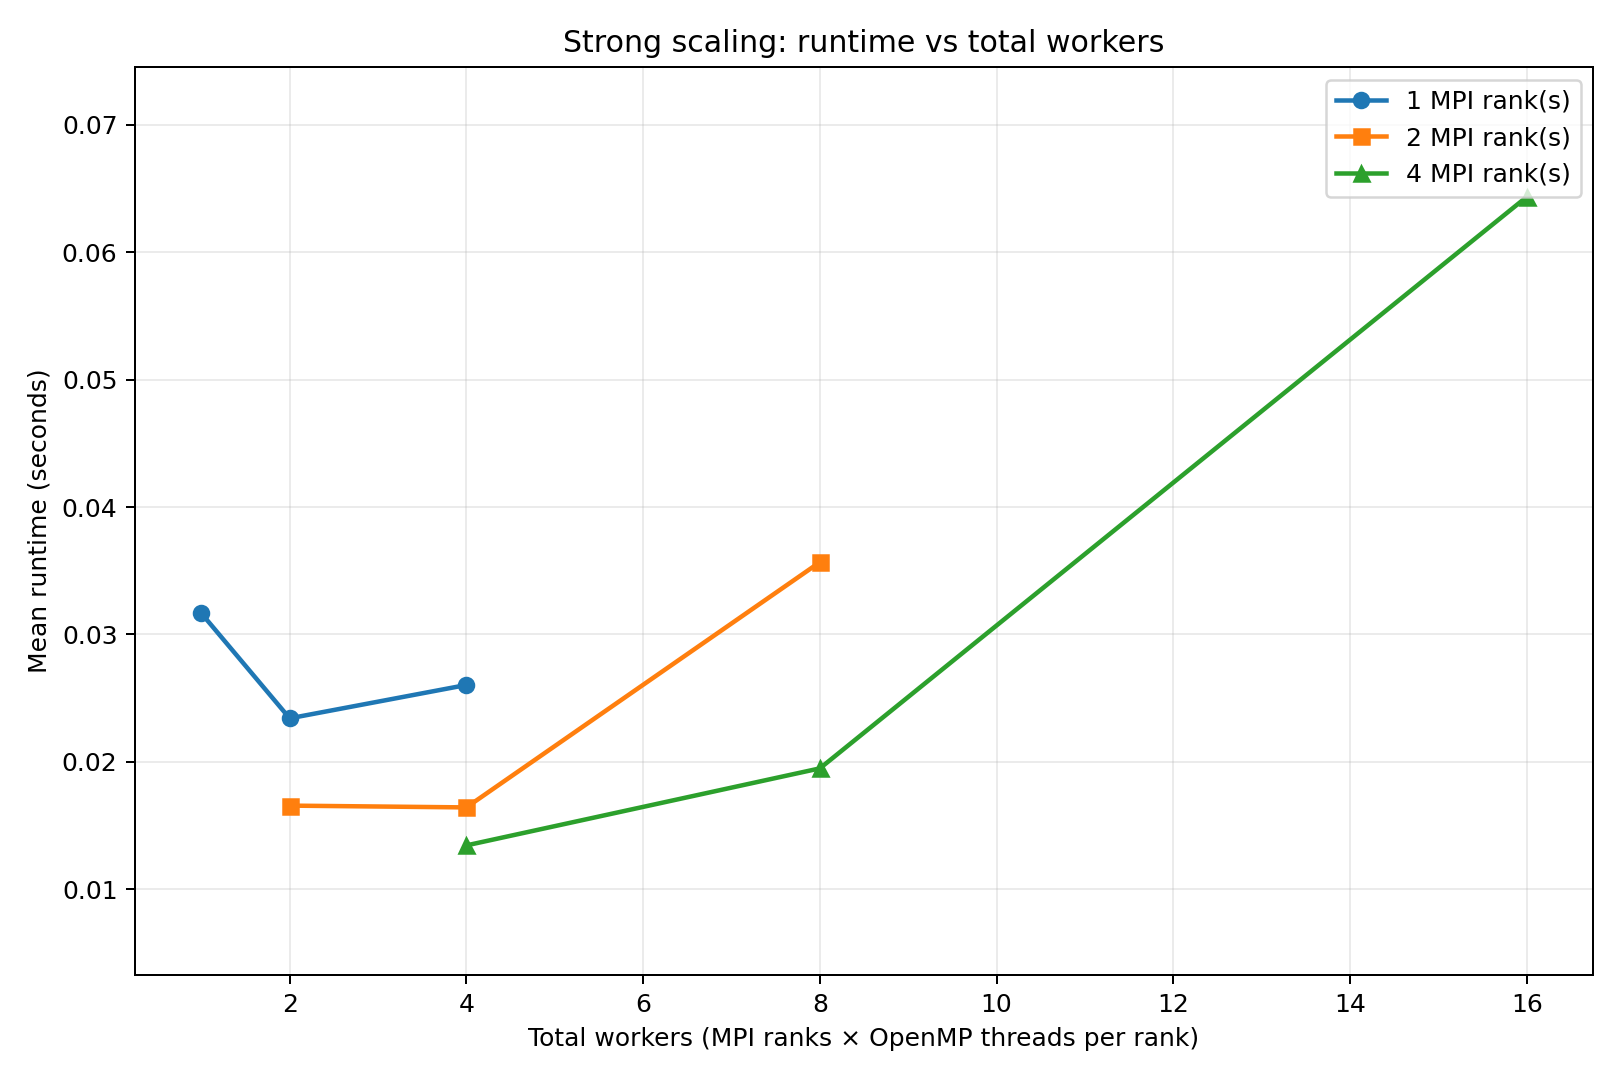 Strong scaling: runtime vs total workers
1 MPI rank(s)
2 MPI rank(s)
4 MPI rank(s)
Mean runtime (seconds)
0.07
0.06
0.05
0.04
0.03
0.02
0.01
2 4 6 8 10 12 14 16
Total workers (MPI ranks × OpenMP threads per rank)